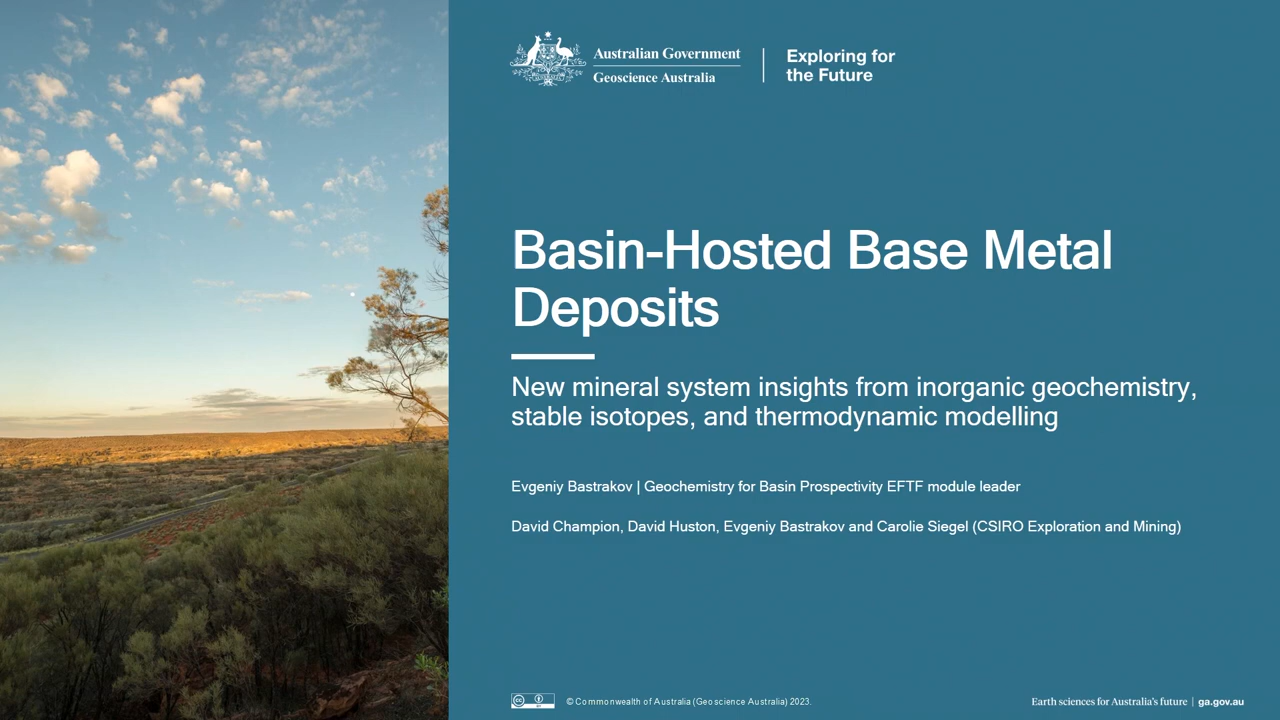 Australian Government
Geoscience Australia
Exploring for
the Future
Basin-Hosted Base Metal
Deposits
New mineral system insights from inorganic geochemistry,
stable isotopes, and thermodynamic modelling
Evgeniy Bastrakov | Geochemistry for Basin Prospectivity EFTF module leader
David Champion, David Huston, Evgeniy Bastrakov and Carolie Siegel (CSIRO Exploration and Mining)
cc BY
© Commonwealth of Australia (Geoscience Australia) 2023.
Earth sciences for Australia's future | ga.gov.au